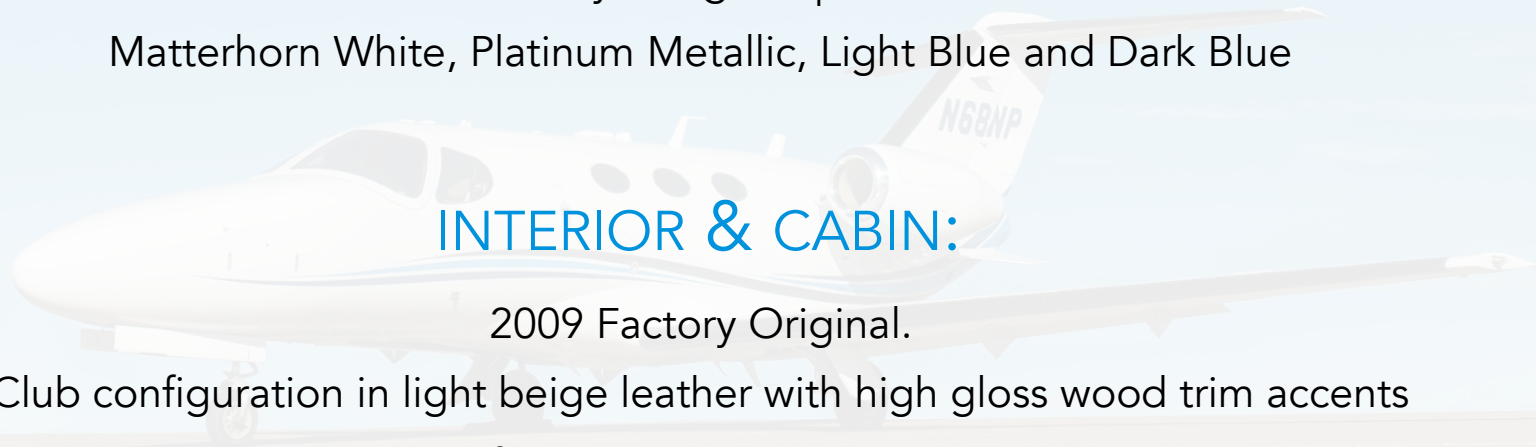 Matterhorn White, Platinum Metallic, Light Blue and Dark Blue
N68NP
INTERIOR & CABIN:
2009 Factory Original.
Club configuration in light beige leather with high gloss wood trim accents